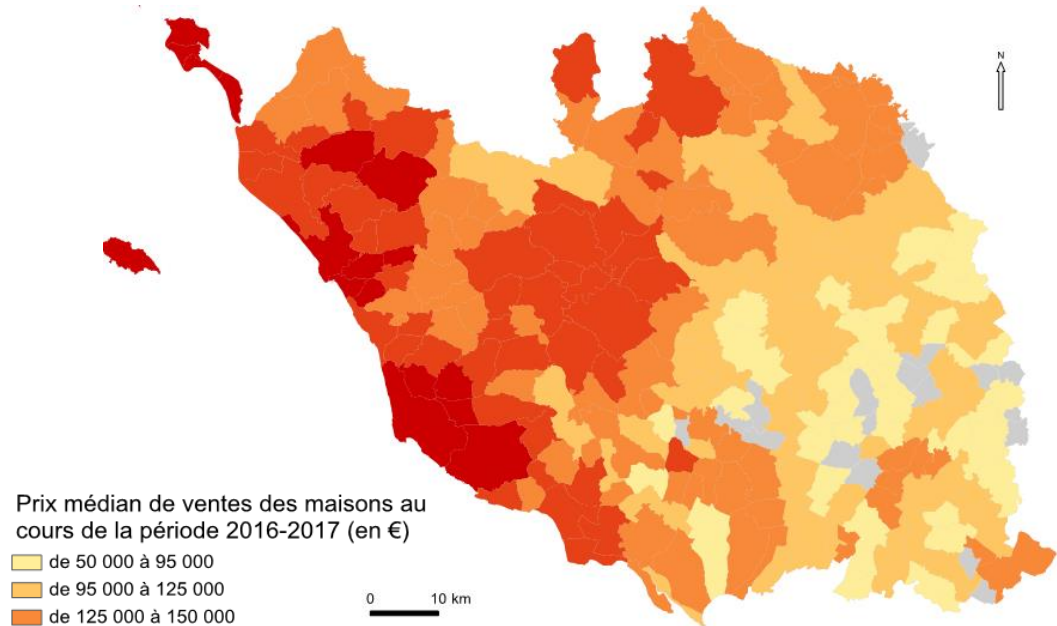 N
Prix médian de ventes des maisons au
cours de la période 2016-2017 (en €)
de 50 000 à 95 000
de 95 000 à 125 000
de 125 000 à 150 000
0 10 km